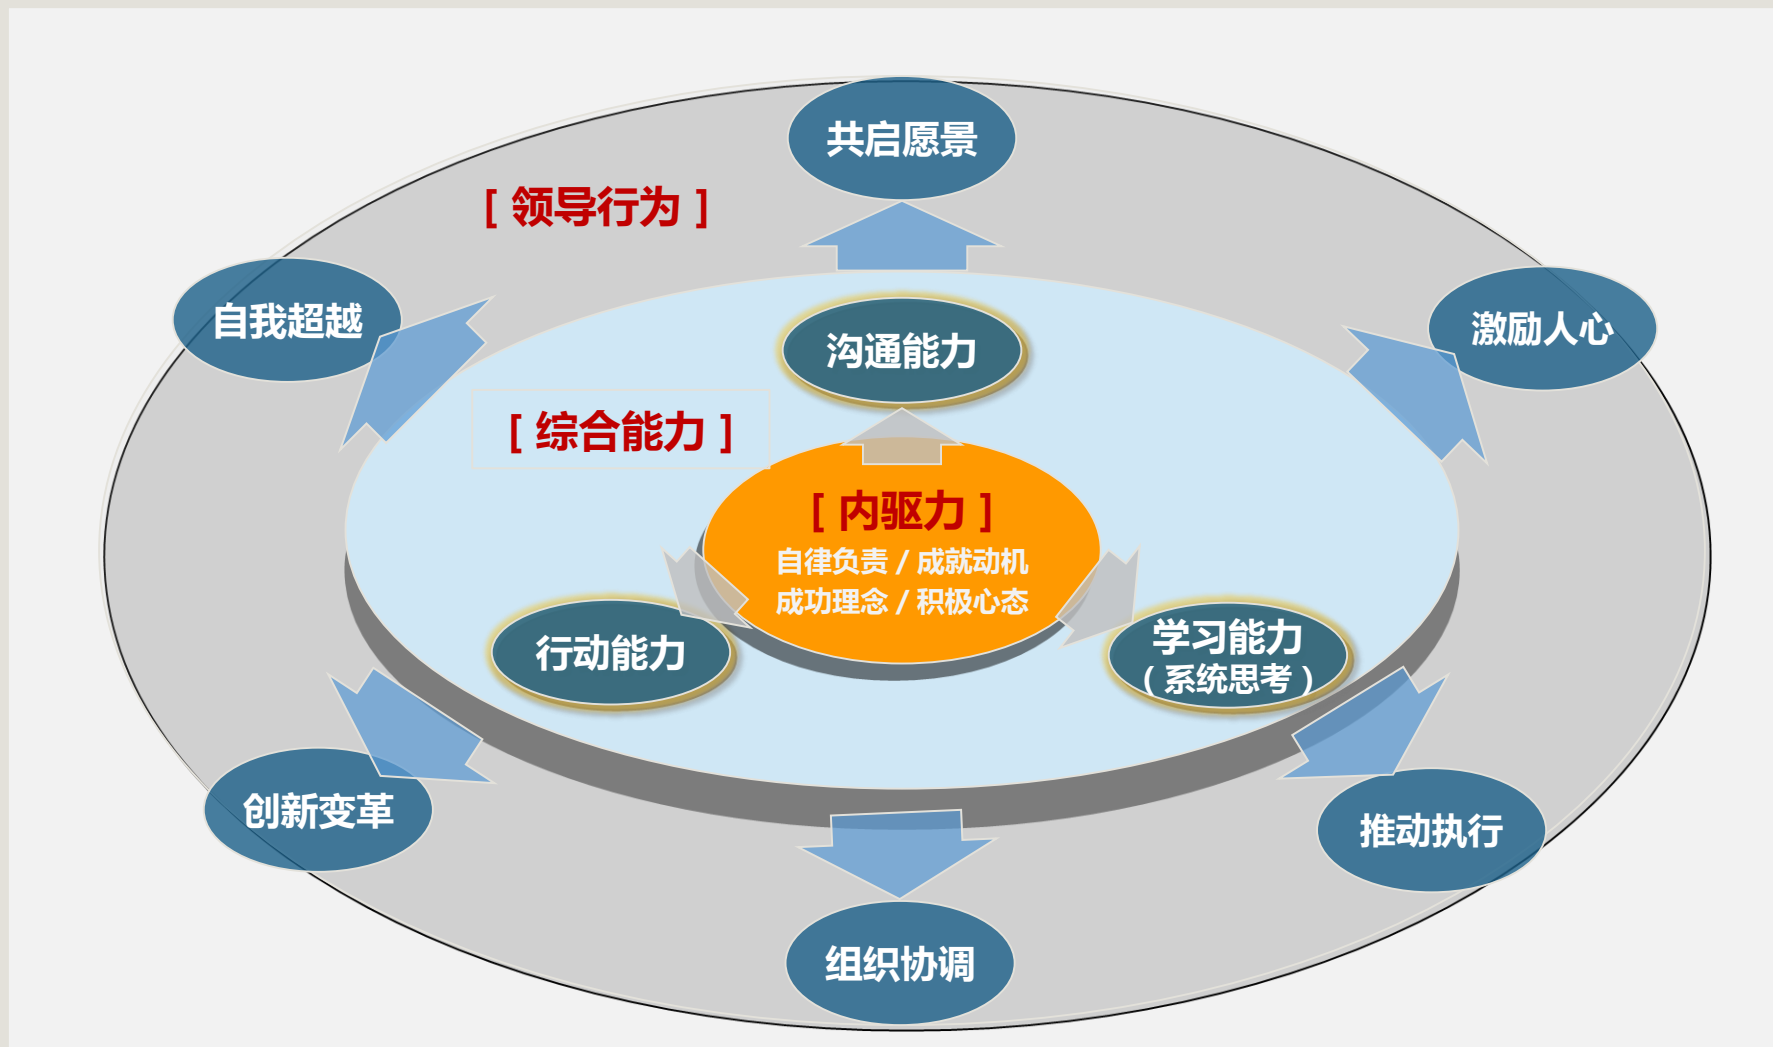 共启愿景
[ 领导行为 ]
自我超越
激励人心
沟通能力
[ 综合能力 ]
[ 内驱力 ]
自律负责 / 成就动机
成功理念 / 积极心态
行动能力
学习能力
（系统思考）
创新变革
推动执行
组织协调